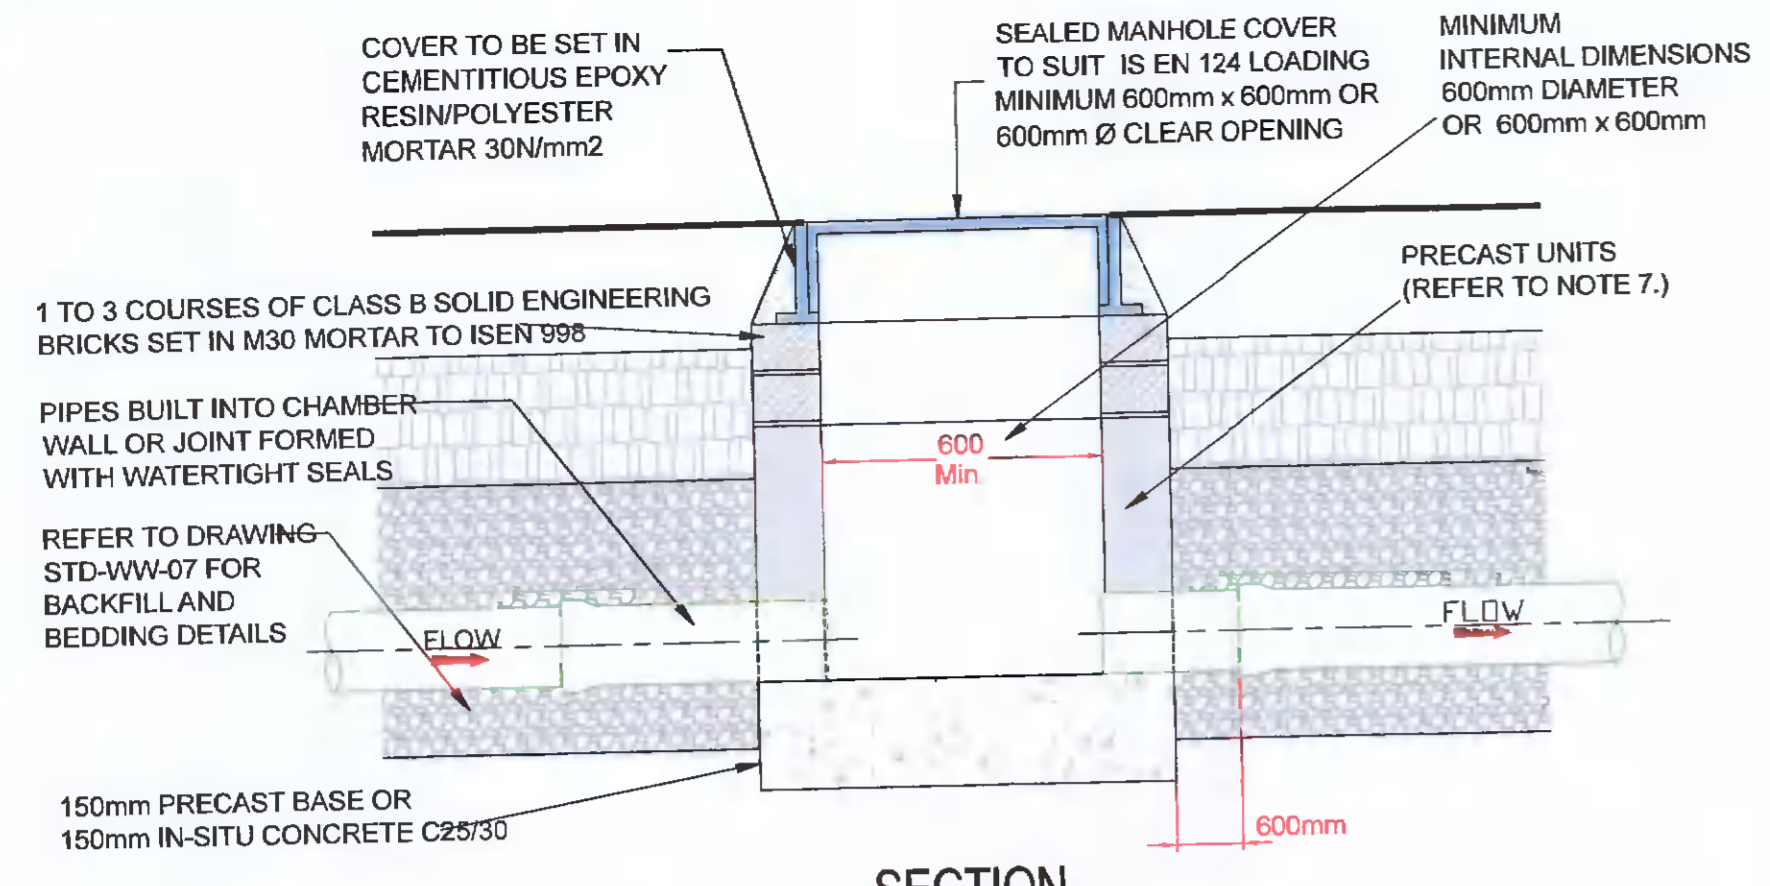 COVER TO BE SET IN
CEMENTITIOUS EPOXY
RESIN/POLYESTER
MORTAR 30N/mm2
SEALED MANHOLE COVER
TO SUIT IS EN 124 LOADING
MINIMUM 600mm x 600mm OR
600mm Ø CLEAR OPENING
MINIMUM
INTERNAL DIMENSIONS
600mm DIAMETER
OR 600mm x 600mm
PRECAST UNITS
(REFER TO NOTE 7.)
1 TO 3 COURSES OF CLASS B SOLID ENGINEERING
BRICKS SET IN M30 MORTAR TO ISEN 998
PIPES BUILT INTO CHAMBER
WALL OR JOINT FORMED
WITH WATERTIGHT SEALS
600
Min
REFER TO DRAWING
STD-WW-07 FOR
BACKFILL AND
BEDDING DETAILS
FLOW
FLOW
150mm PRECAST BASE OR
150mm IN-SITU CONCRETE C25/30
600mm
SECTION